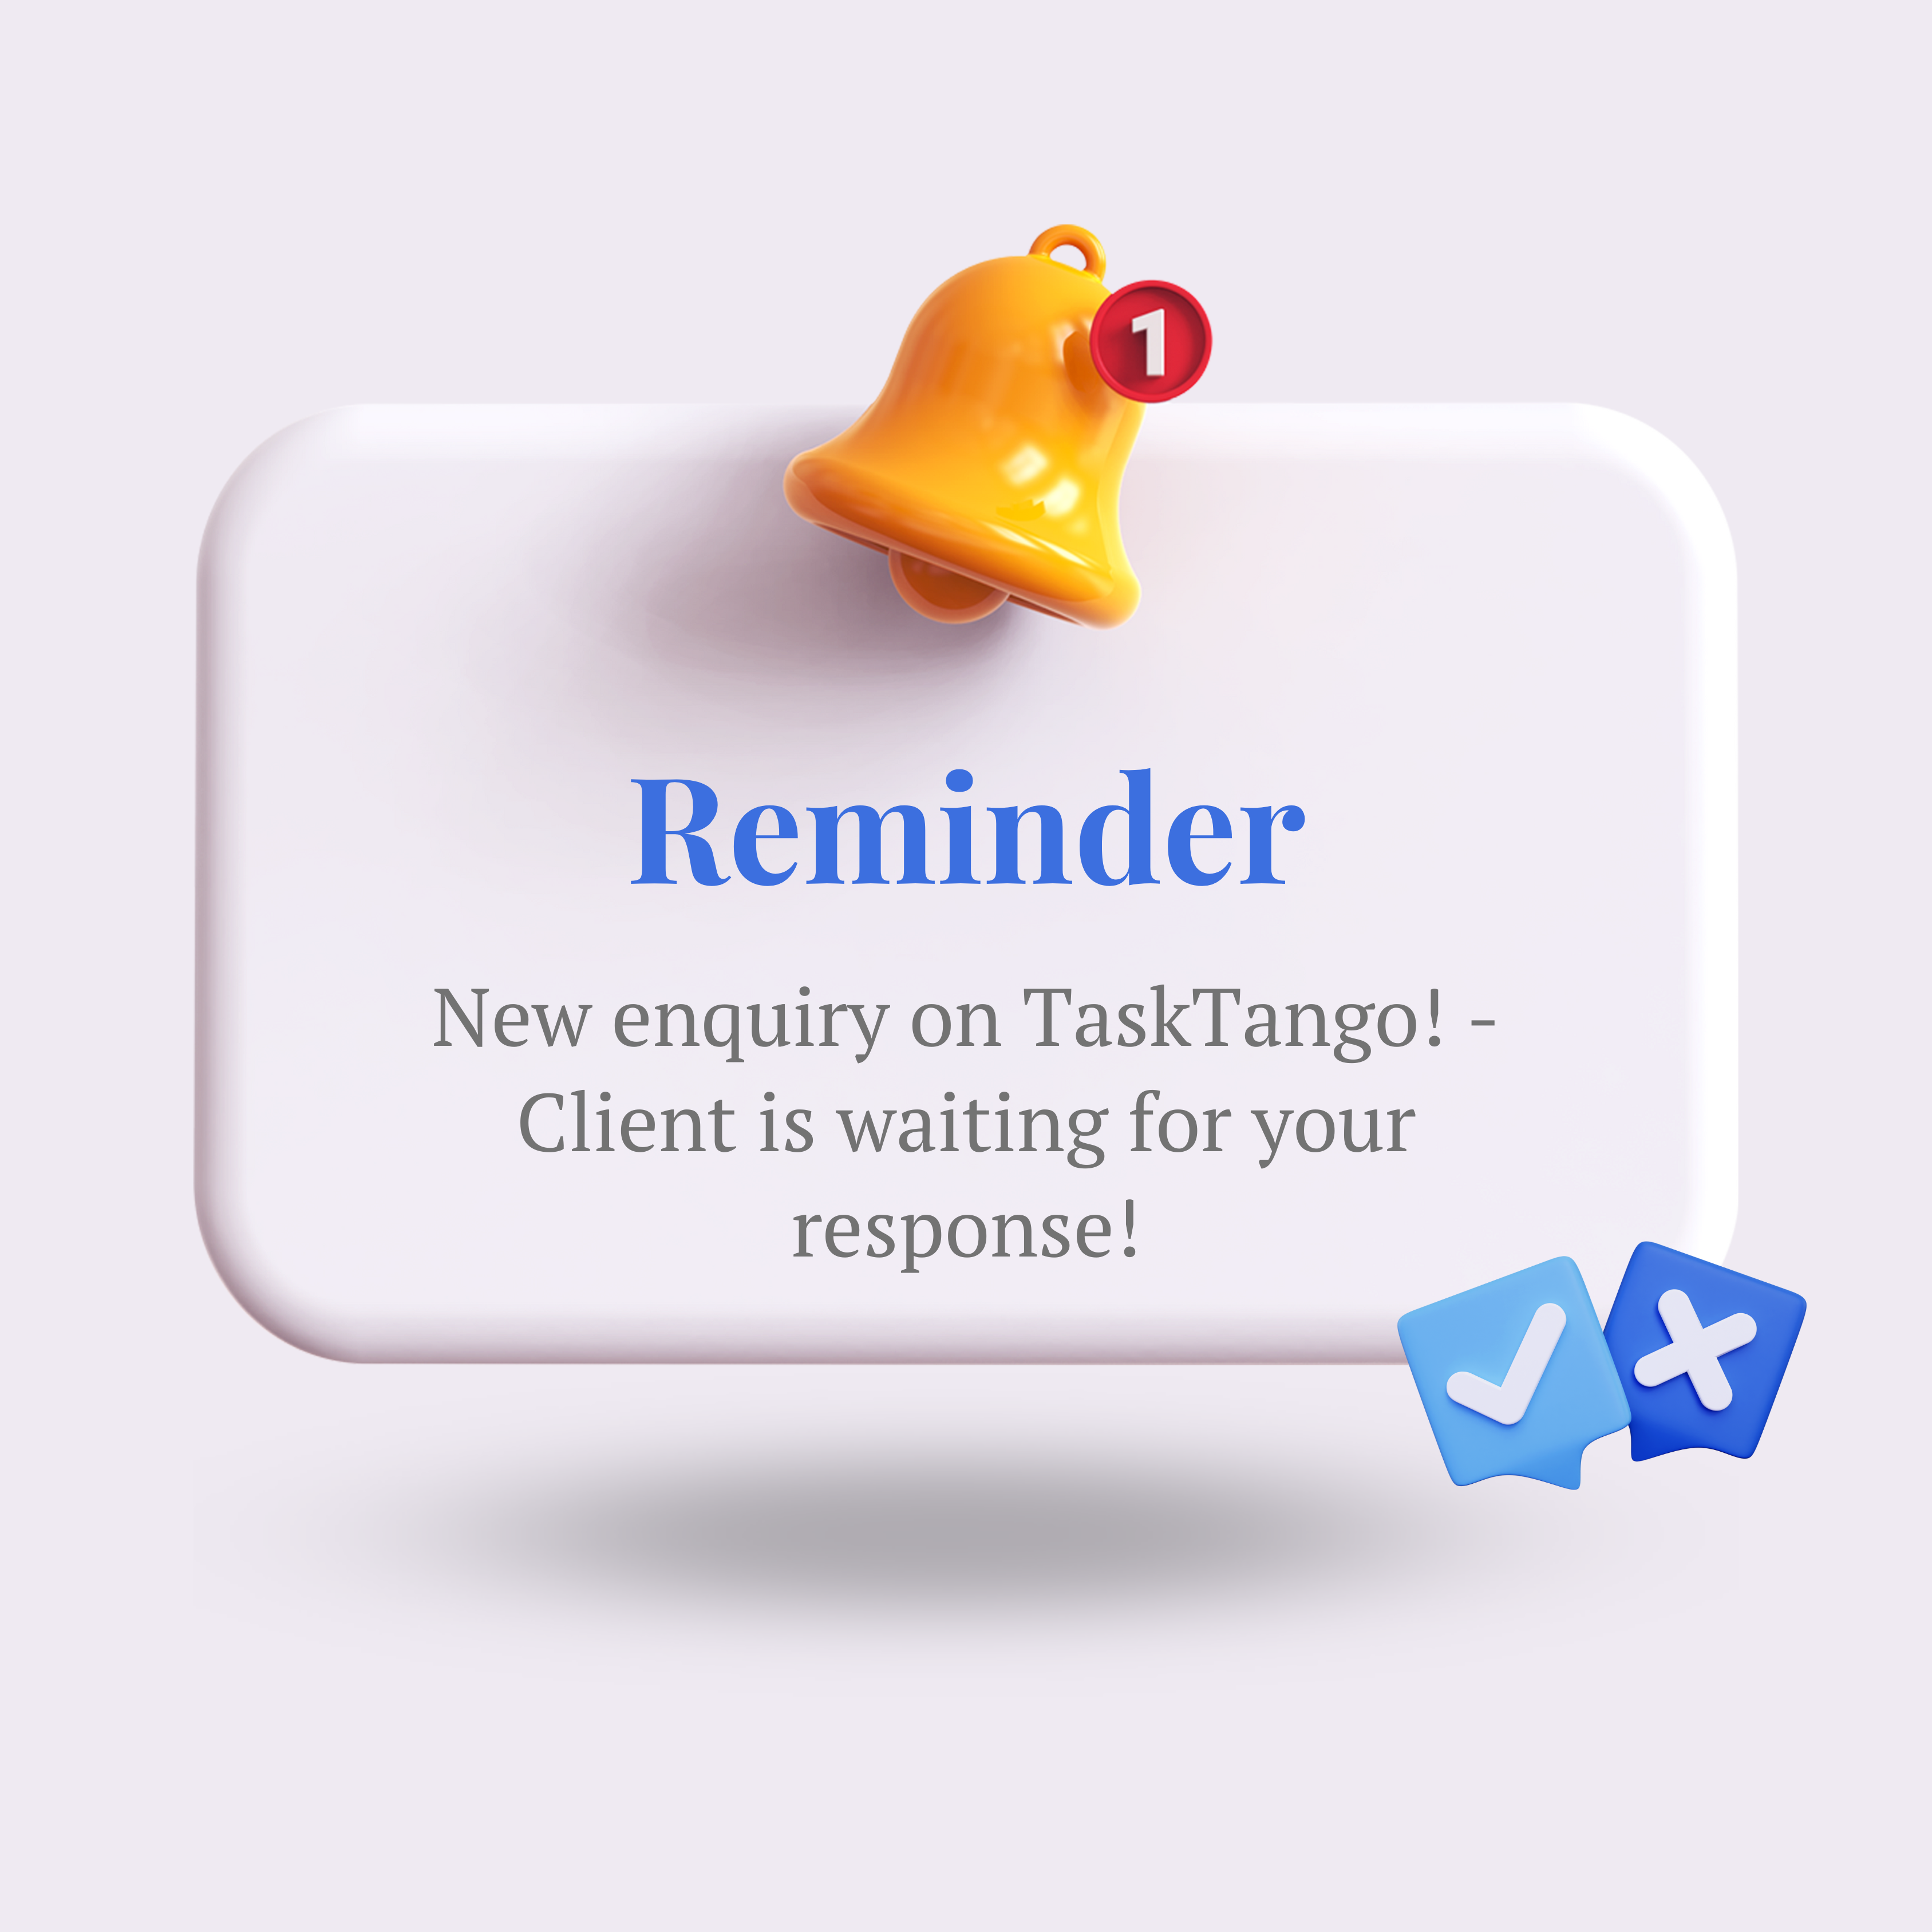 1
Reminder
New enquiry on TaskTango! -
Client is waiting for your
response!